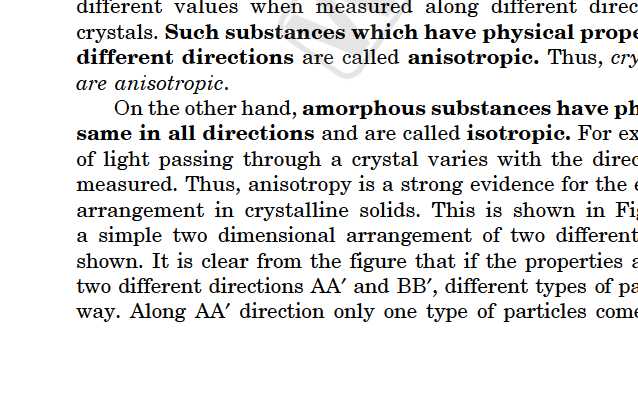 different values when measured along different direc
crystals. Such substances which have physical prope
different directions are called anisotropic. Thus, cry
are anisotropic.
On the other hand, amorphous substances have ph
same in all directions and are called isotropic. For ex
of light passing through a crystal varies with the direc
measured. Thus, anisotropy is a strong evidence for the
arrangement in crystalline solids. This is shown in Fig
a simple two dimensional arrangement of two different
shown. It is clear from the figure that if the properties a
two different directions AA′ and BB′, different types of pa
way. Along AA′ direction only one type of particles come